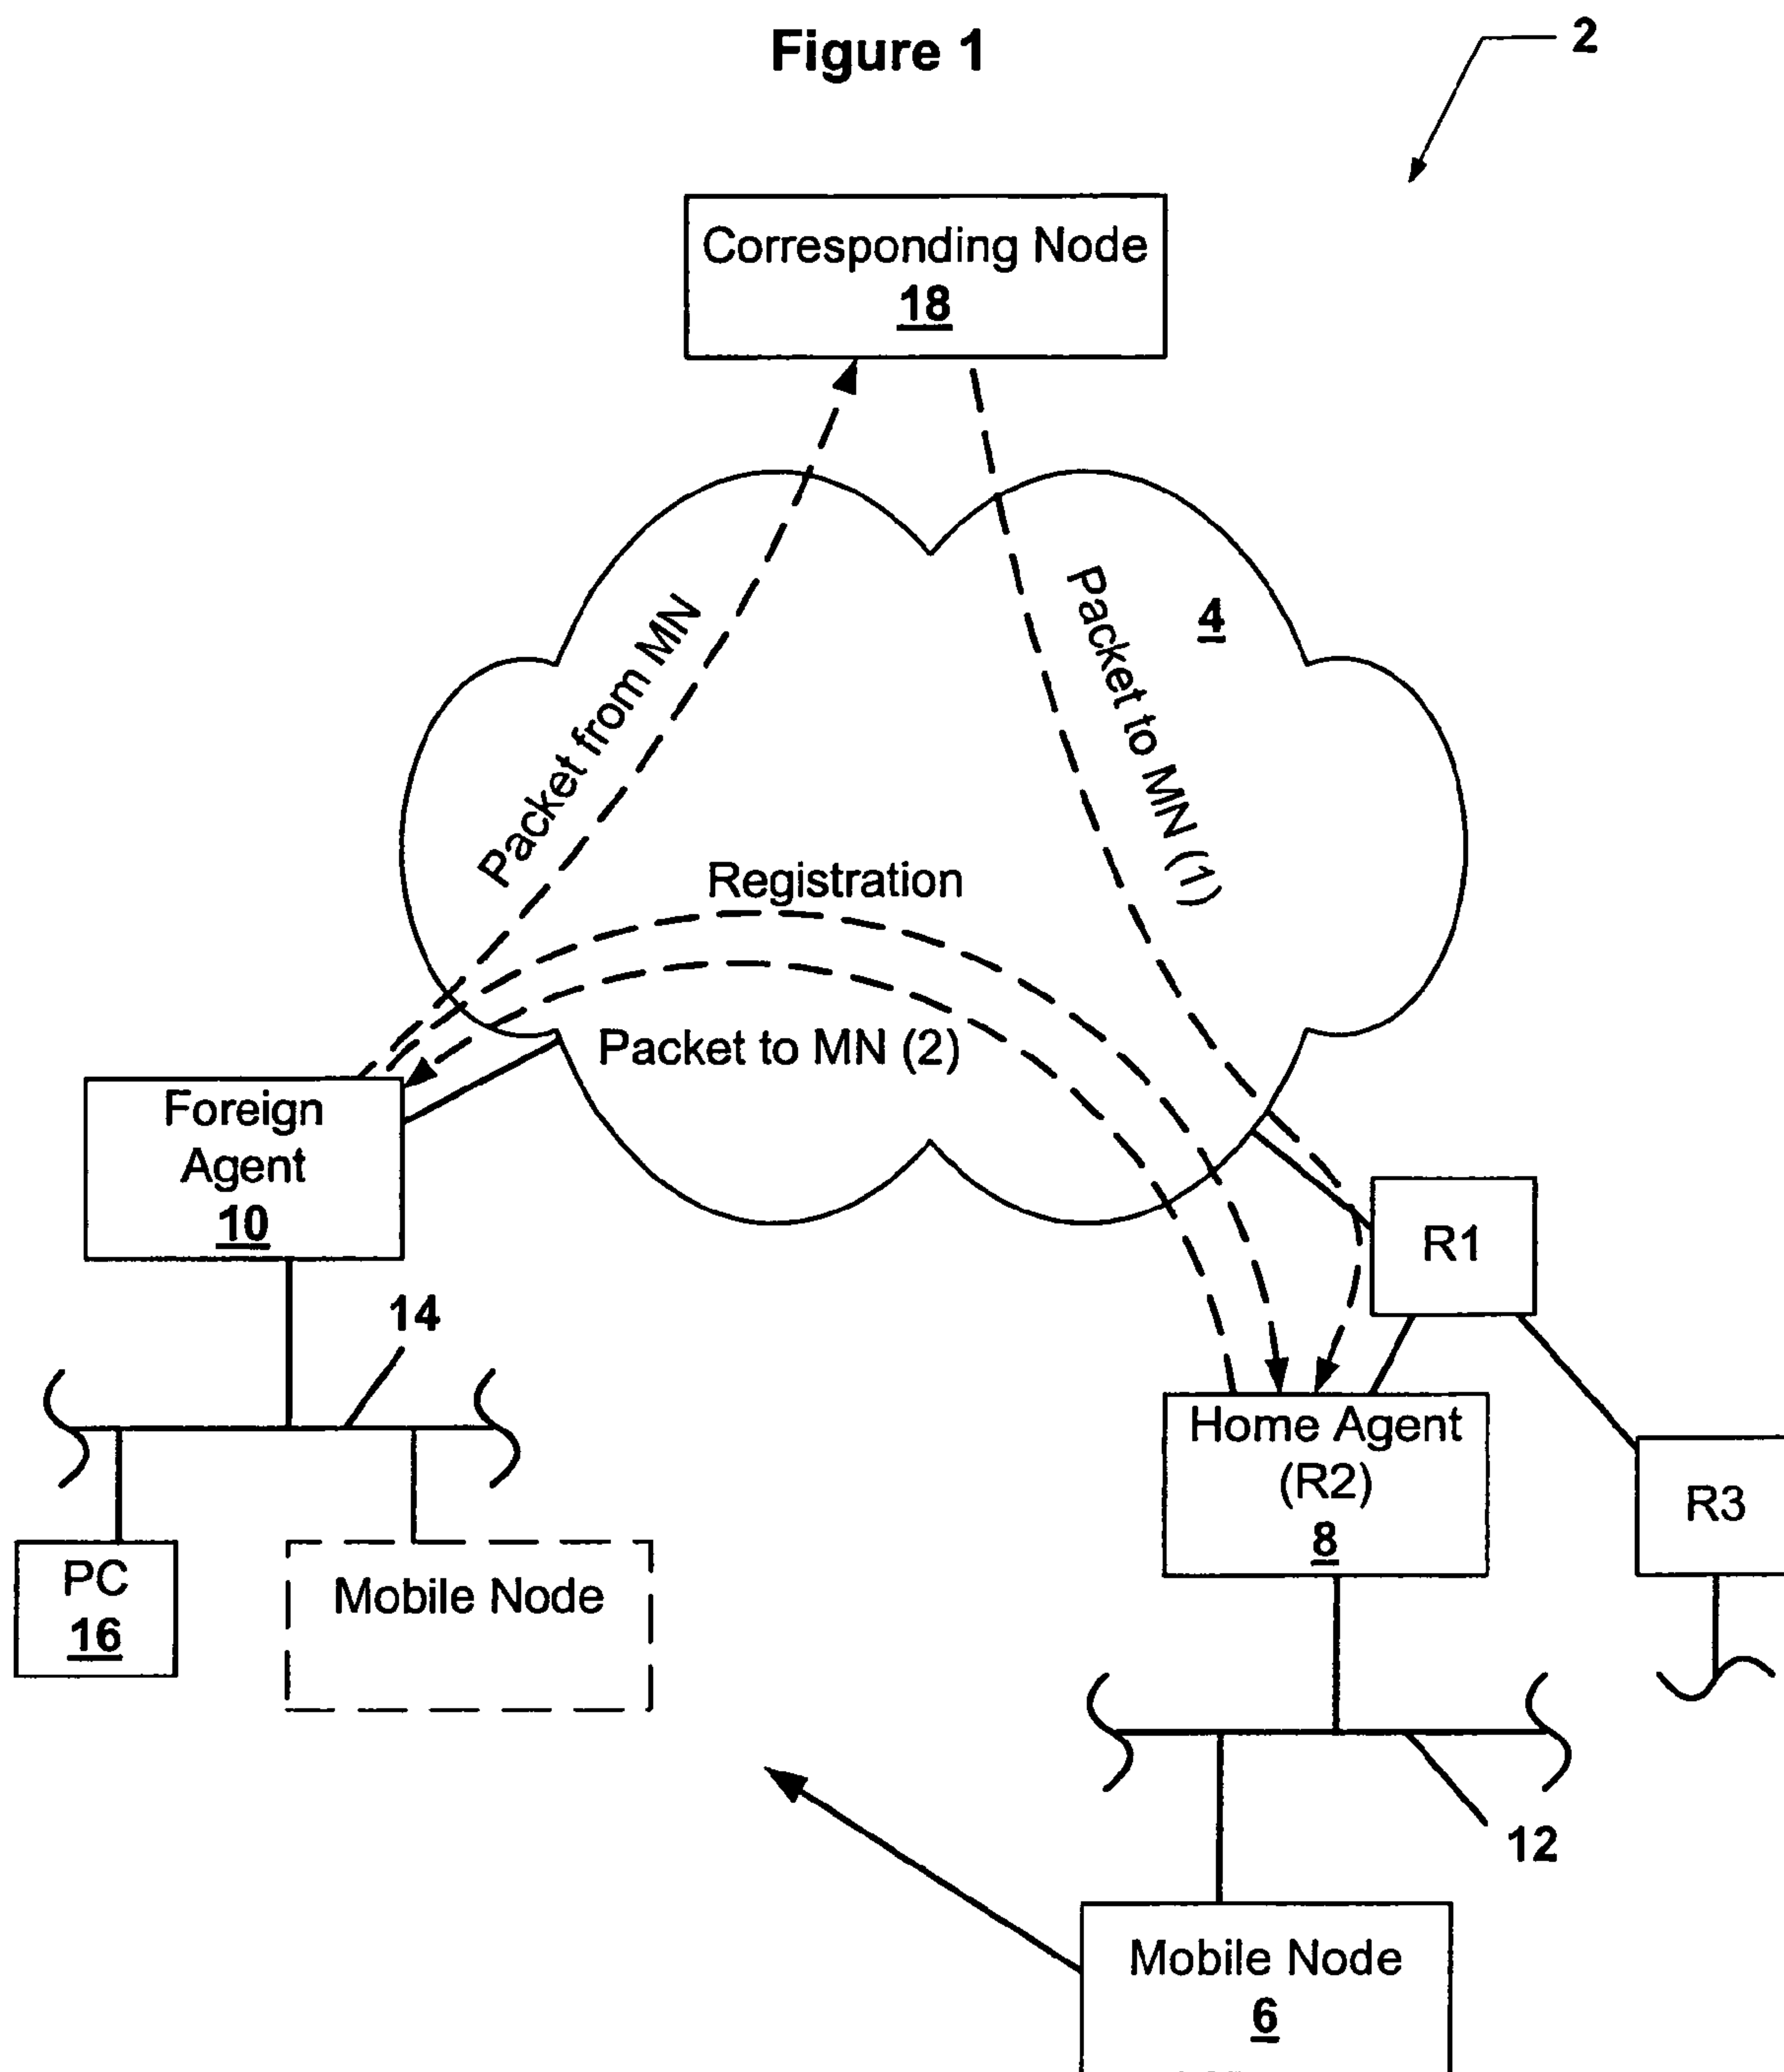 Figure 1
2
Corresponding Node
18
4
Packet from MN
Packet to MN (1)
Registration
Packet to MN (2)
Foreign
Agent
10
R1
14
Home Agent
(R2)
8
R3
PC
16
Mobile Node
12
Mobile Node
6